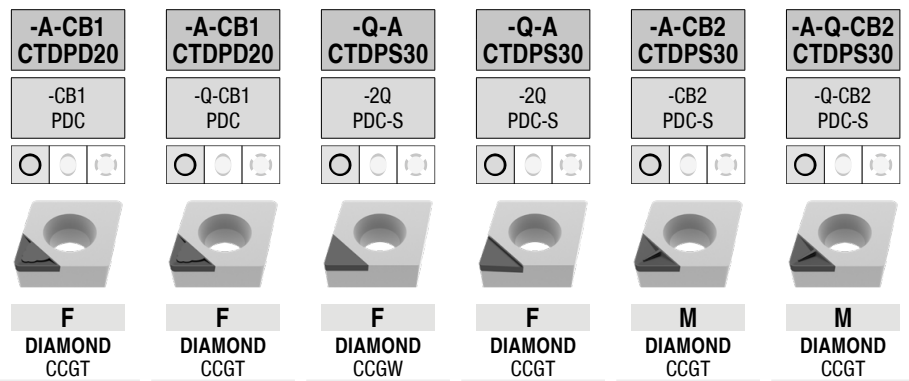 -A-CB1 -A-CB1 -Q-A -Q-A -A-CB2 -A-Q-CB2
CTDPD20 CTDPD20 CTDPS30 CTDPS30 CTDPS30 CTDPS30
-CB1 -Q-CB1 -2Q -2Q -CB2 -Q-CB2
PDC PDC PDC-S PDC-S PDC-S PDC-S
F F F F M M
DIAMOND DIAMOND DIAMOND DIAMOND DIAMOND DIAMOND
CCGT CCGT CCGW CCGT CCGT CCGT